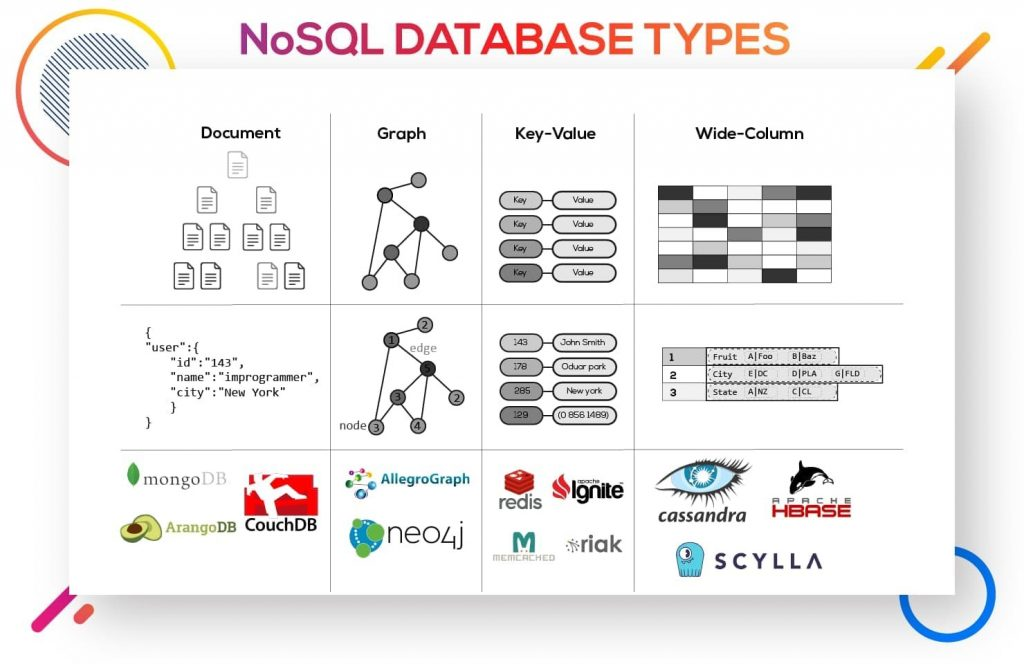 NoSQL DATABASE TYPES
Document
Graph
Key-Value
Wide-Column
Key Value
Key Value
Key Value
Key Value
{
"user":{
"id":"143",
"name":"improgrammer",
"city":"New York"
}
}
2
1
edge
5
3
2
node 3
4
143 John Smith
178 Oduar park
285 New york
129 (0 856 1489)
1 Fruit A|Foo B|Baz
2 City E|DC D|PLA G|FLD
3 State A|NZ C|CL
mongoDB
CouchDB
ArangoDB
AllegroGraph
neo4j
redis
apache
Ignite
MEMCACHED
riak
cassandra
APACHE
HBASE
SCYLLA